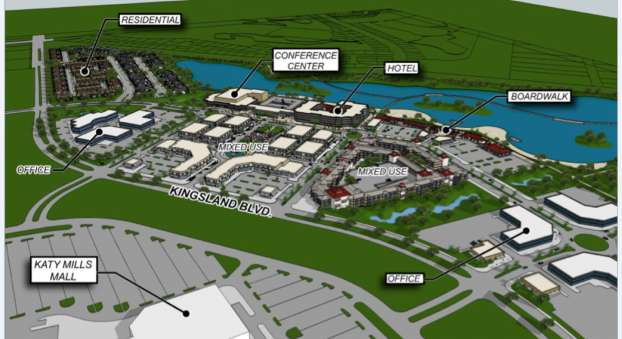 RESIDENTIAL
CONFERENCE
CENTER
HOTEL
BOARDWALK
MIXED USE
MIXED USE
OFFICE
KINGSLAND BLVD.
KATY MILLS
MALL
OFFICE